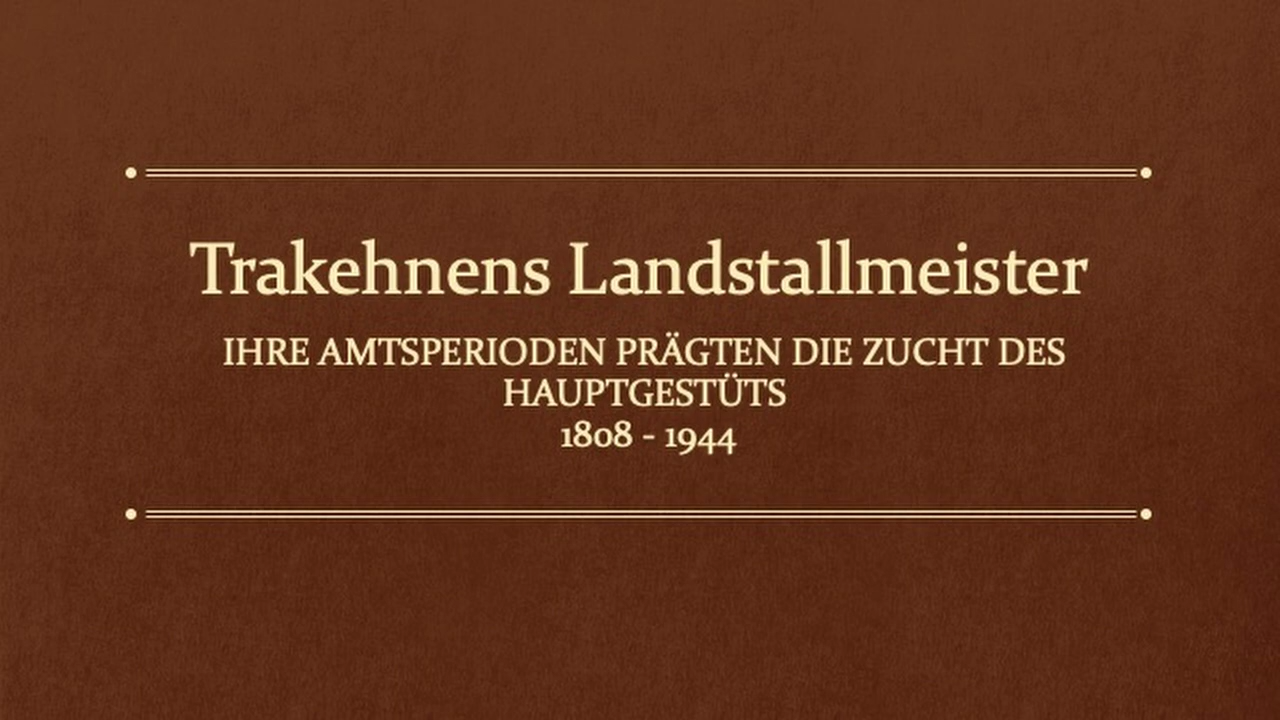 Trakehnens Landstallmeister
IHRE AMTSPERIODEN PRÄGTEN DIE ZUCHT DES
HAUPTGESTÜTS
1808 - 1944